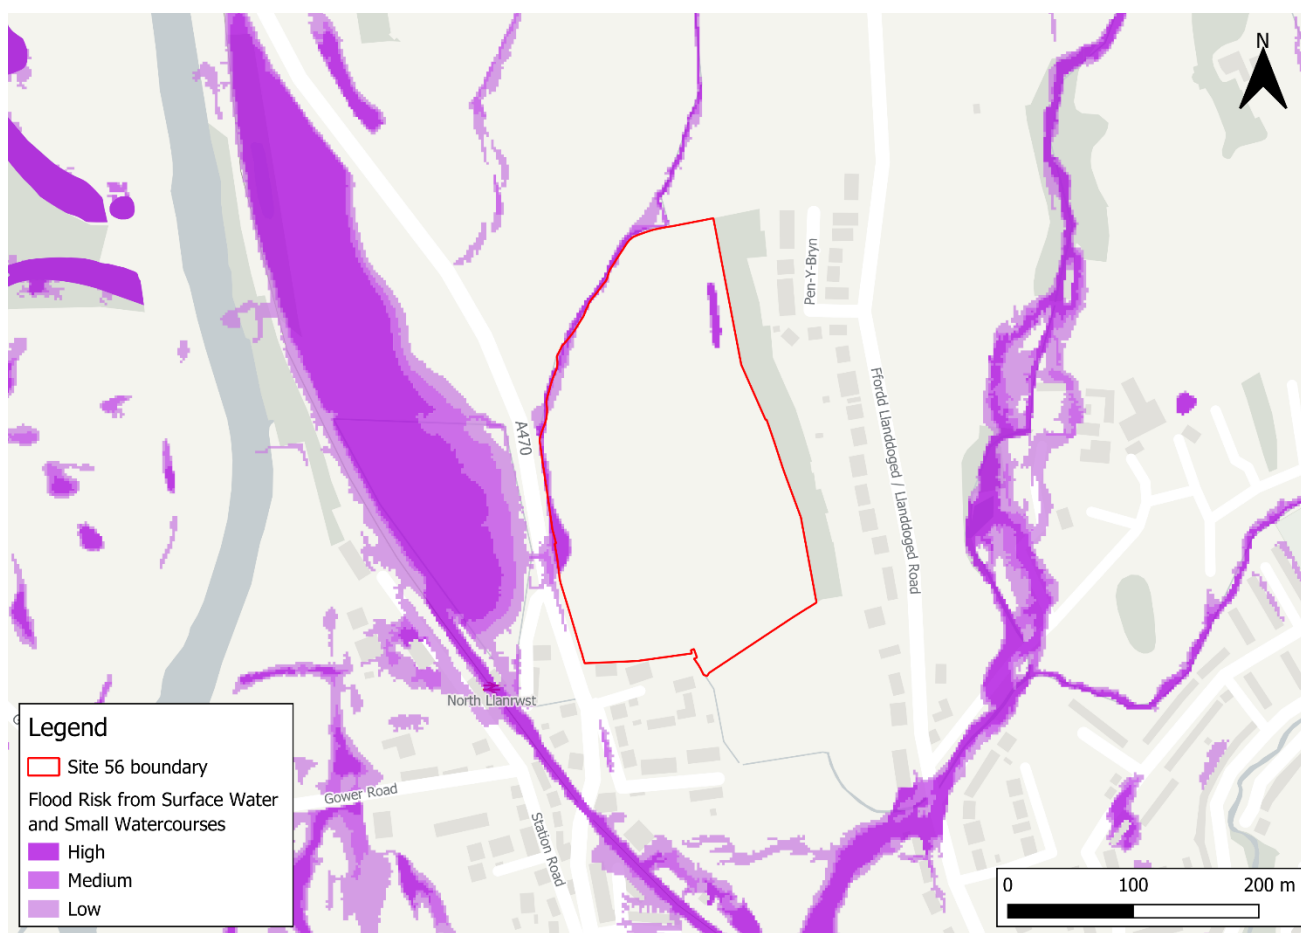 N
Pen-Y-Bryn
A470
Ffordd Llanddoged / Llanddoged Road
North Llanrwst
Gower Road
Station Road
Legend
Site 56 boundary
Flood Risk from Surface Water
and Small Watercourses
High
Medium
Low
0 100 200 m